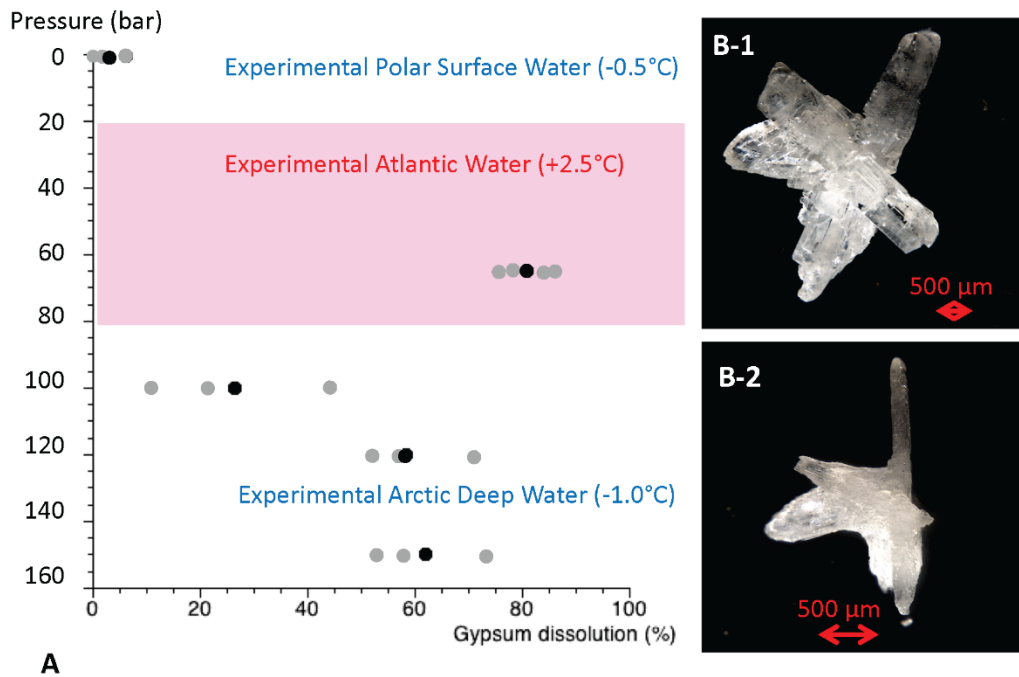 Pressure (bar)
0
20
40
60
80
100
120
140
160
Experimental Polar Surface Water (-0.5°C)
Experimental Atlantic Water (+2.5°C)
Experimental Arctic Deep Water (-1.0°C)
0 20 40 60 80 100
Gypsum dissolution (%)
A
B-1
500 µm
B-2
500 µm